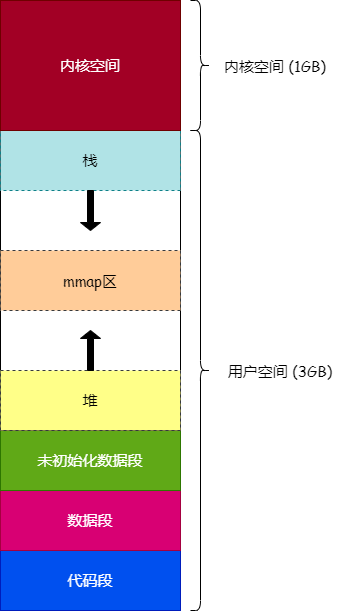 内核空间
内核空间 (1GB)
栈
mmap区
用户空间 (3GB)
堆
未初始化数据段
数据段
代码段